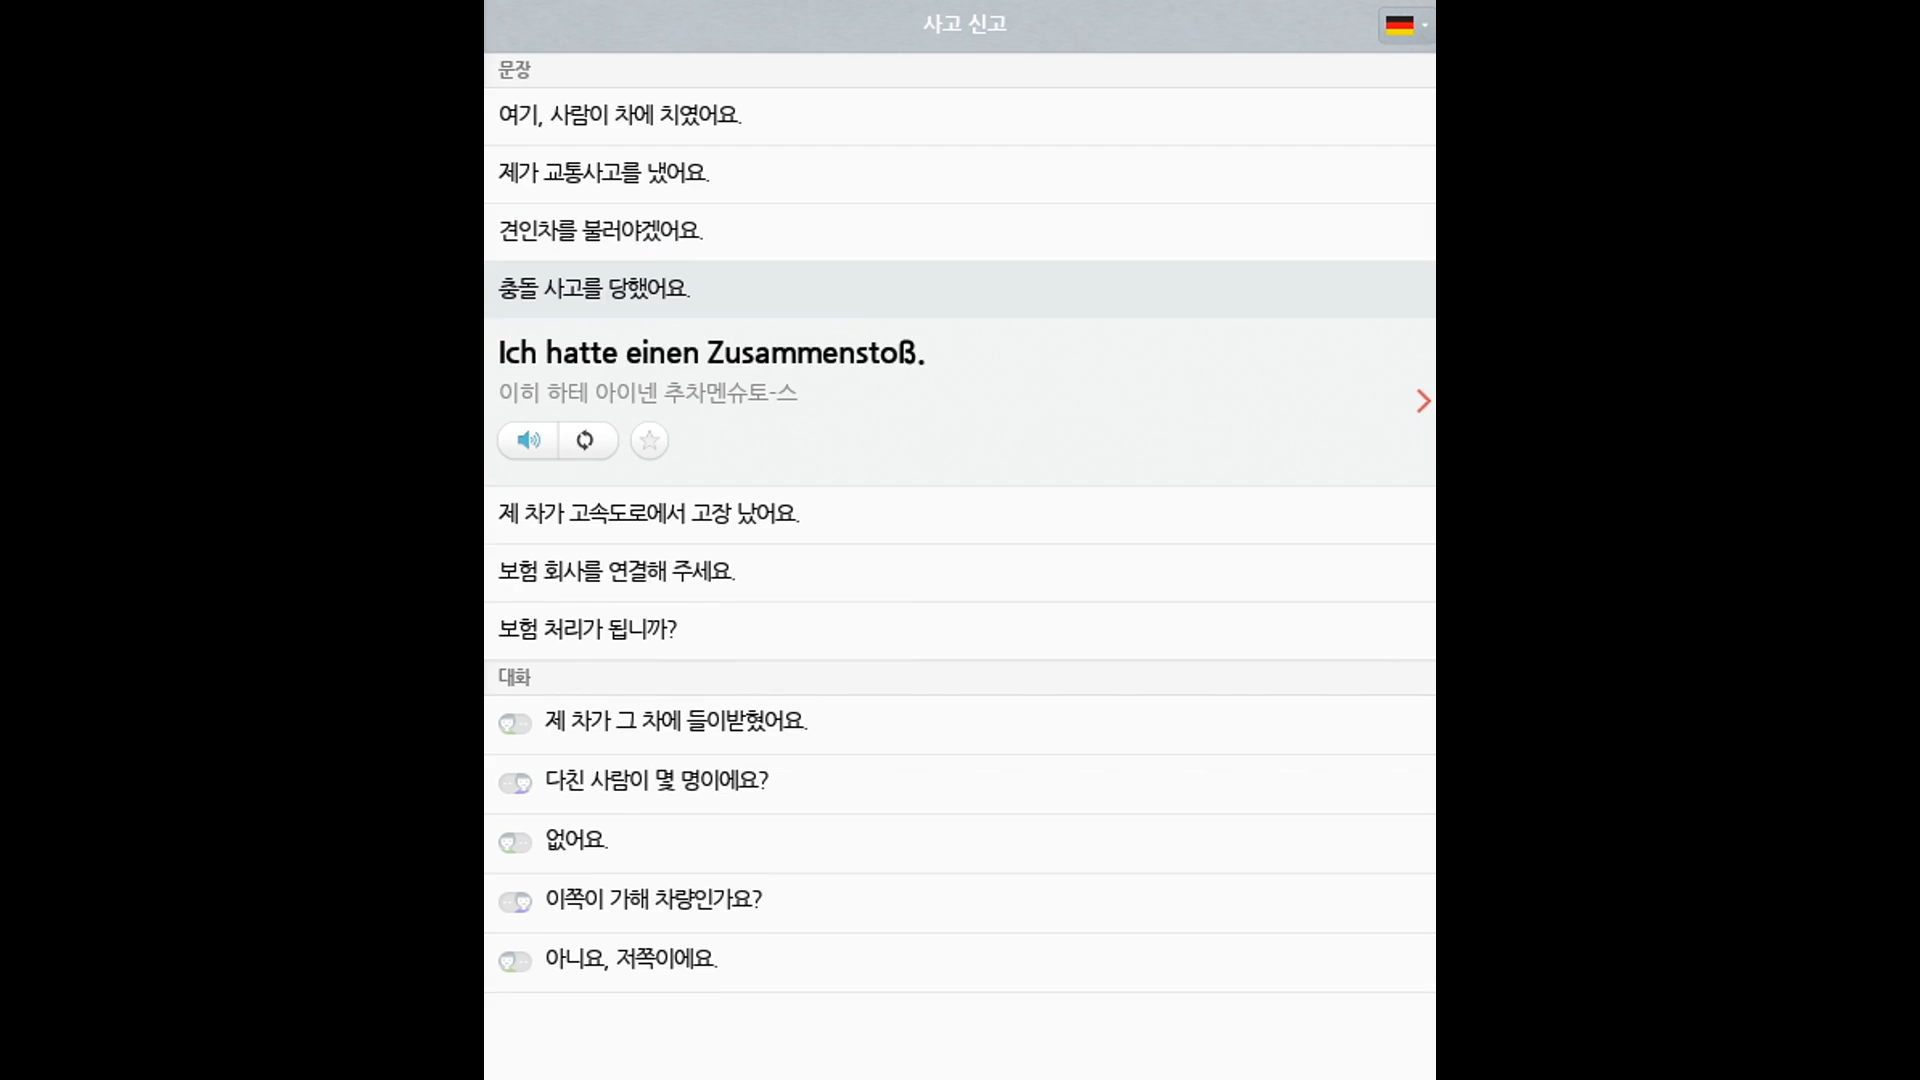 사고 신고
문장
여기, 사람이 차에 치였어요.
제가 교통사고를 냈어요.
견인차를 불러야겠어요.
충돌 사고를 당했어요.
Ich hatte einen Zusammenstoß.
이히 하테 아이넨 추차멘슈토-스
제 차가 고속도로에서 고장 났어요.
보험 회사를 연결해 주세요.
보험 처리가 됩니까?
대화
제 차가 그 차에 들이받혔어요.
다친 사람이 몇 명이에요?
없어요.
이쪽이 가해 차량인가요?
아니요, 저쪽이에요.